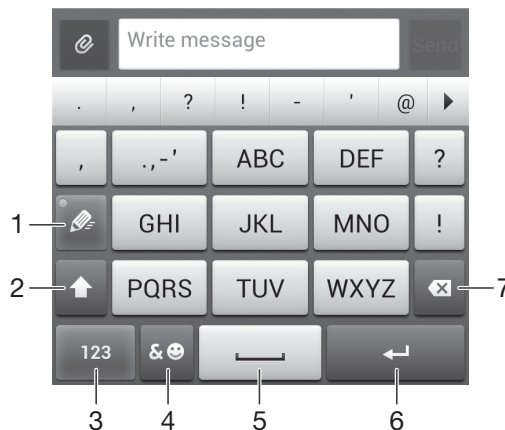 Write message Send
. , ? ! - ' @
, .,-' ABC DEF ?
1 GHI JKL MNO !
2 PQRS TUV WXYZ 7
123 &
3 4 5 6